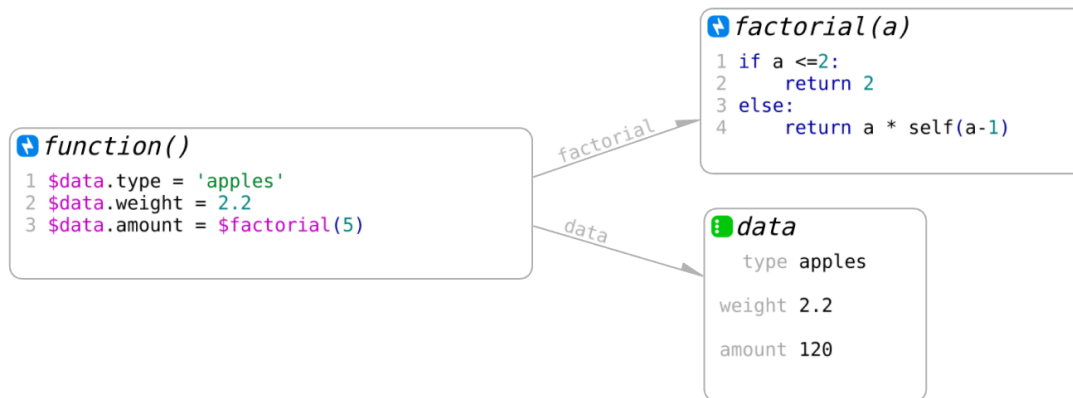 function()
1 $data.type = 'apples'
2 $data.weight = 2.2
3 $data.amount = $factorial(5)
factorial
data
factorial(a)
1 if a <=2:
2     return 2
3 else:
4     return a * self(a-1)
data
type apples
weight 2.2
amount 120